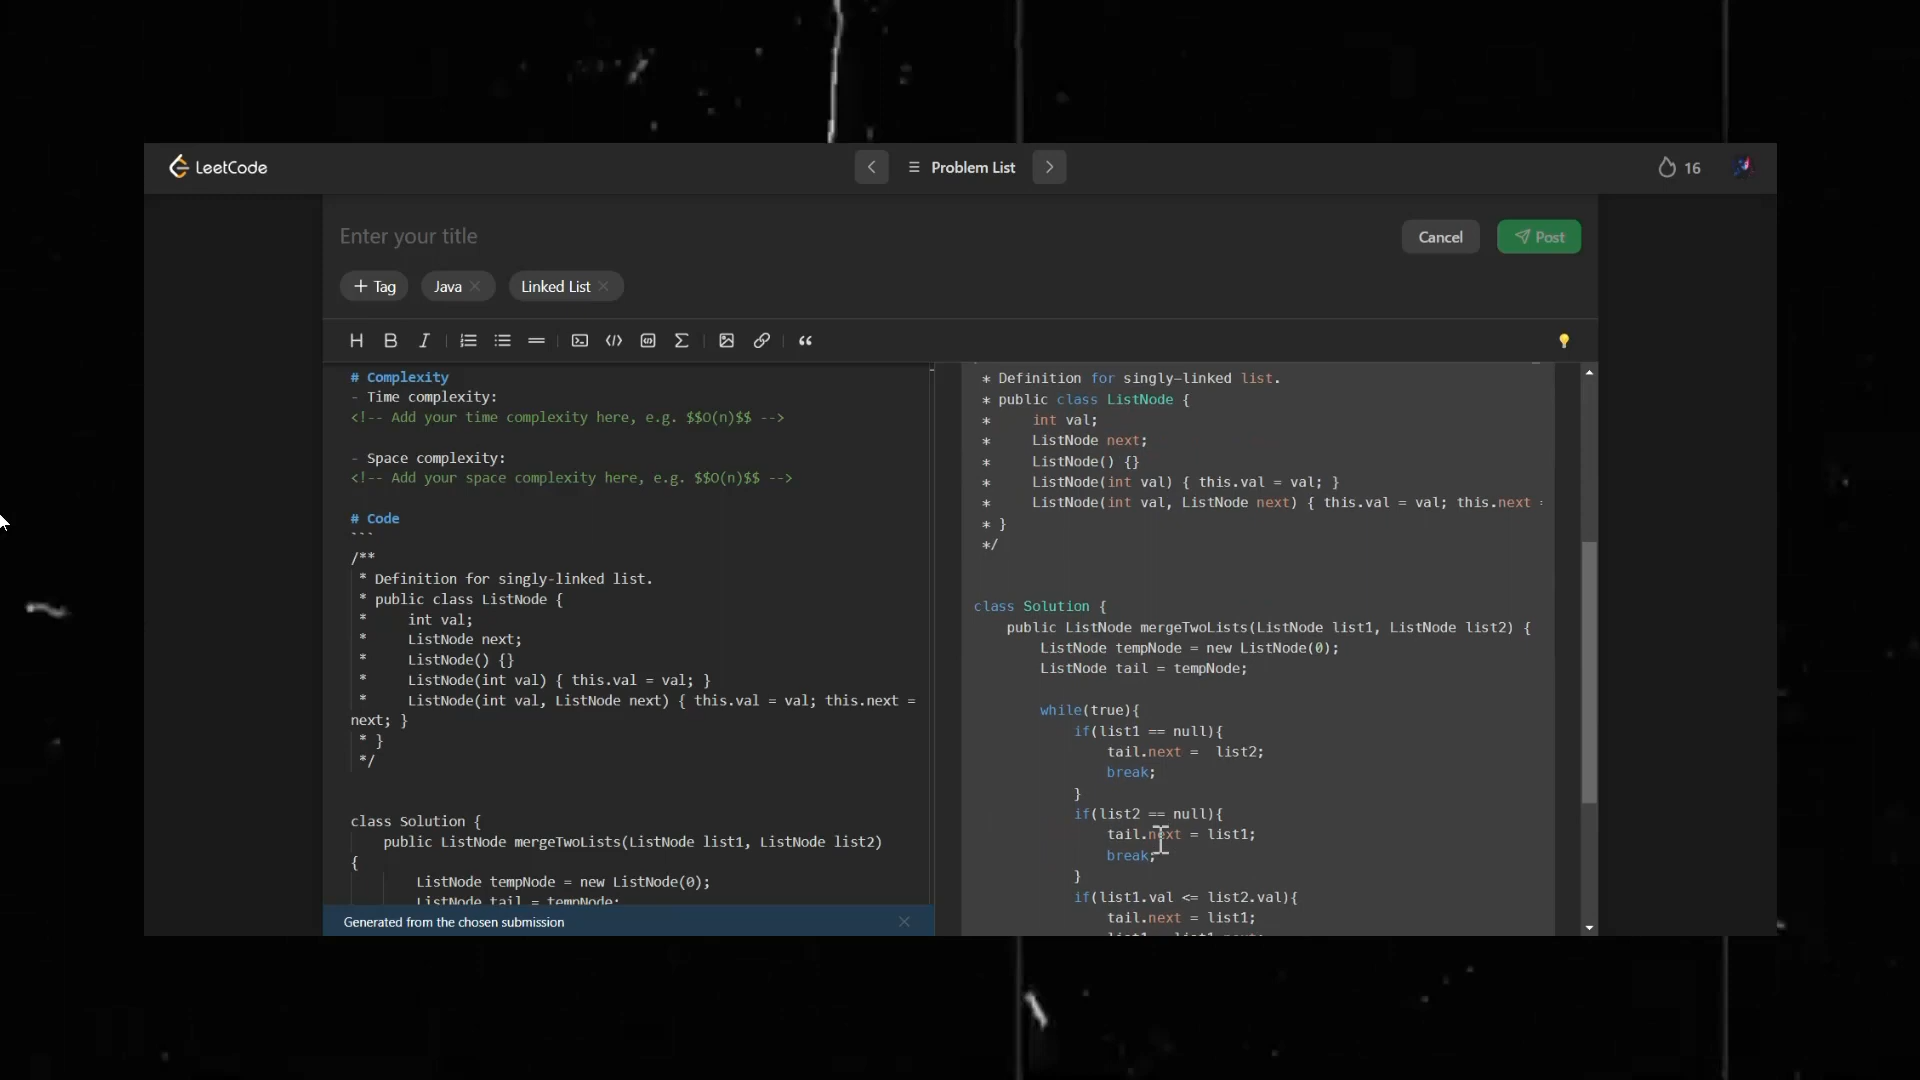 LeetCode
Problem List
16
Enter your title
Cancel
Post
+ Tag
Java
Linked List
# Complexity
- Time complexity:
<!-- Add your time complexity here, e.g. $$O(n)$$ -->
- Space complexity:
<!-- Add your space complexity here, e.g. $$O(n)$$ -->
# Code
```
/**
* Definition for singly-linked list.
* public class ListNode {
*     int val;
*     ListNode next;
*     ListNode() {}
*     ListNode(int val) { this.val = val; }
*     ListNode(int val, ListNode next) { this.val = val; this.next =
next; }
* }
*/
class Solution {
public ListNode mergeTwoLists(ListNode list1, ListNode list2)
{
ListNode tempNode = new ListNode(0);
ListNode tail = tempNode;
Generated from the chosen submission
* Definition for singly-linked list.
* public class ListNode {
*     int val;
*     ListNode next;
*     ListNode() {}
*     ListNode(int val) { this.val = val; }
*     ListNode(int val, ListNode next) { this.val = val; this.next
* }
*/
class Solution {
public ListNode mergeTwoLists(ListNode list1, ListNode list2) {
ListNode tempNode = new ListNode(0);
ListNode tail = tempNode;
while(true){
if(list1 == null){
tail.next =  list2;
break;
}
if(list2 == null){
tail.next = list1;
break;
}
if(list1.val <= list2.val){
tail.next = list1;